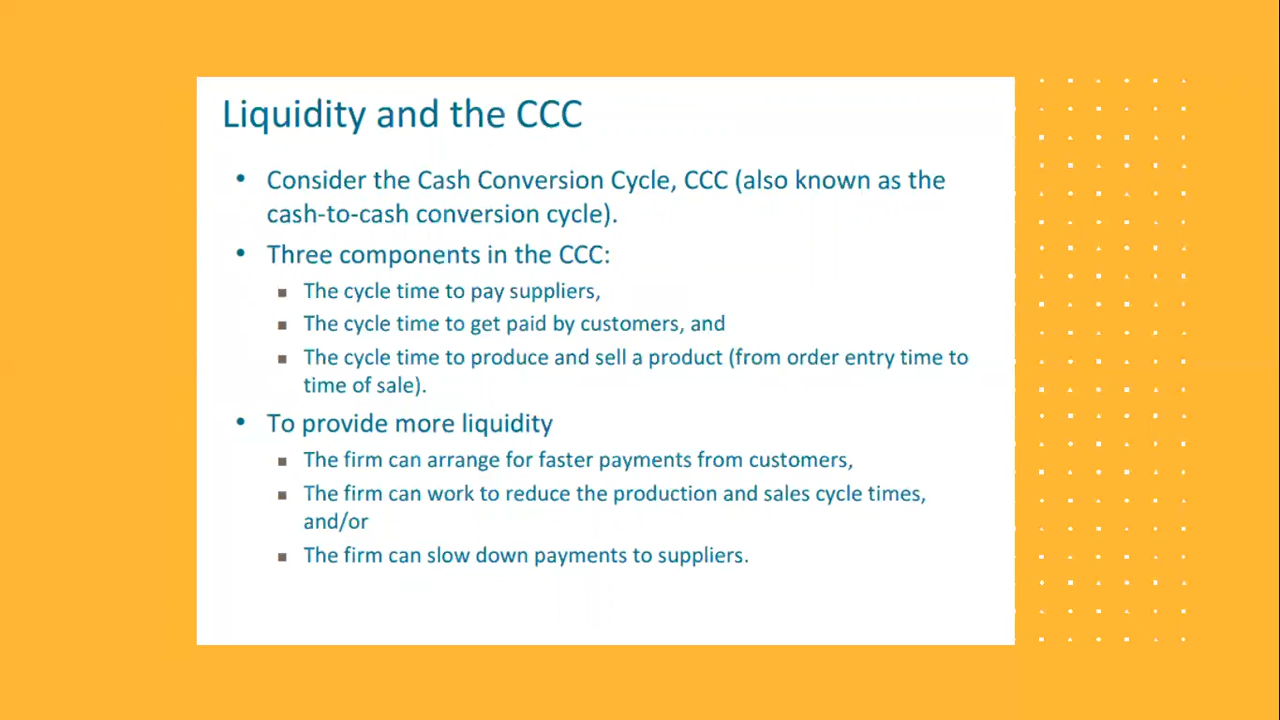 Liquidity and the CCC
• Consider the Cash Conversion Cycle, CCC (also known as the
cash-to-cash conversion cycle).
• Three components in the CCC:
▪ The cycle time to pay suppliers,
▪ The cycle time to get paid by customers, and
▪ The cycle time to produce and sell a product (from order entry time to
time of sale).
• To provide more liquidity
▪ The firm can arrange for faster payments from customers,
▪ The firm can work to reduce the production and sales cycle times,
and/or
▪ The firm can slow down payments to suppliers.